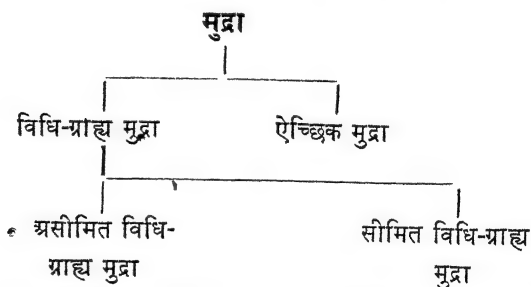 मुद्रा
विधि-ग्राह्य मुद्रा ऐच्छिक मुद्रा
असीमित विधि-
ग्राह्य मुद्रा
सीमित विधि-ग्राह्य
मुद्रा